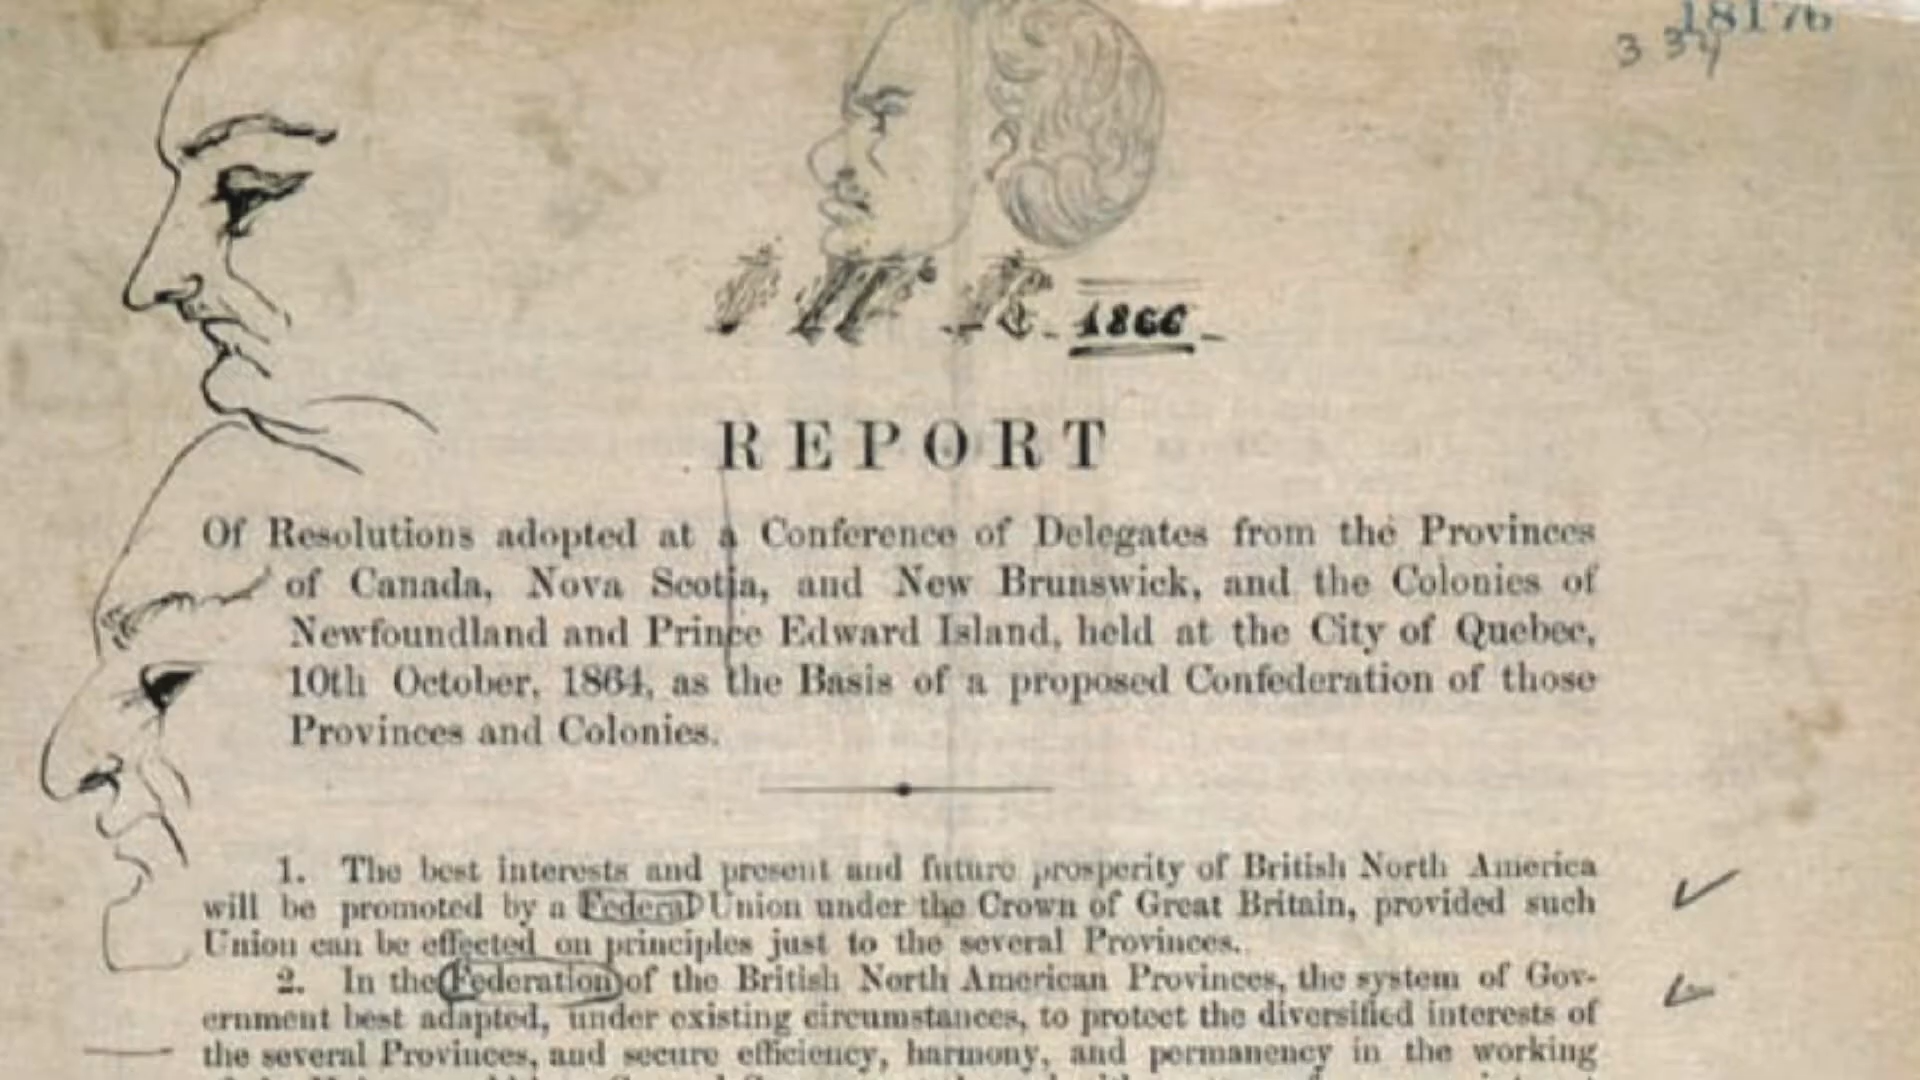 18176
3 34
1866
REPORT
Of Resolutions adopted at a Conference of Delegates from the Provinces
of Canada, Nova Scotia, and New Brunswick, and the Colonies of
Newfoundland and Prince Edward Island, held at the City of Quebec,
10th October, 1864, as the Basis of a proposed Confederation of those
Provinces and Colonies.
1. The best interests and present and future prosperity of British North America
will be promoted by a Federal Union under the Crown of Great Britain, provided such
Union can be effected on principles just to the several Provinces.
2. In the Federation of the British North American Provinces, the system of Gov-
ernment best adapted, under existing circumstances, to protect the diversified interests of
the several Provinces, and secure efficiency, harmony, and permanency in the working